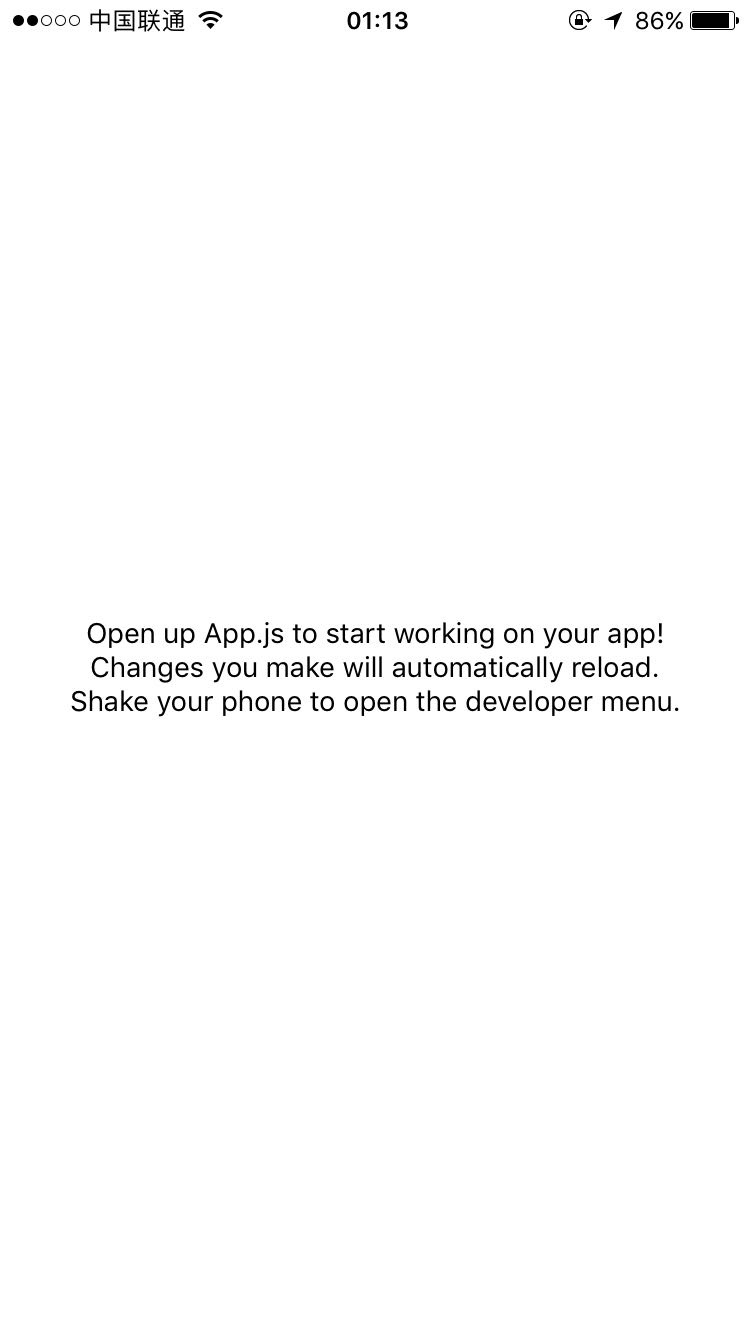 中国联通 01:13 86%
Open up App.js to start working on your app!
Changes you make will automatically reload.
Shake your phone to open the developer menu.